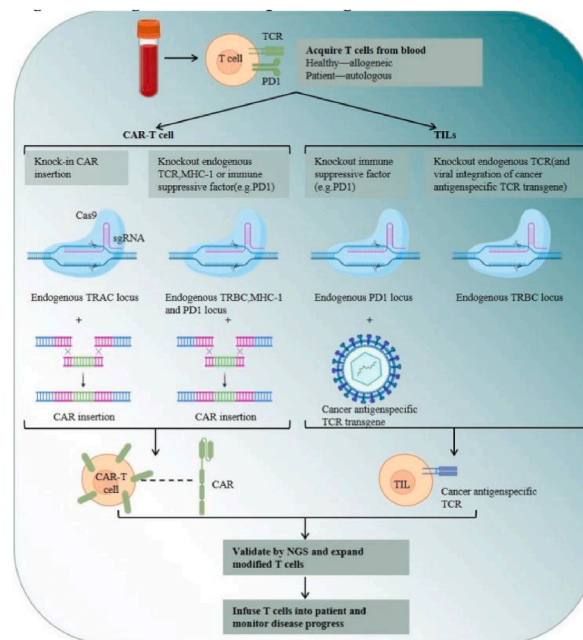 TCR
T cell
PD1
Acquire T cells from blood
Healthy—allogeneic
Patient—autologous
CAR-T cell
TILs
Knock-in CAR
insertion
Knockout endogenous
TCR,MHC-1 or immune
suppressive factor(e.g.PD1)
Knockout immune
suppressive factor
(e.g.PD1)
Knockout endogenous TCR(and
viral integration of cancer
antigenspecific TCR transgene)
Cas9
sgRNA
Endogenous TRAC locus
+
Endogenous TRBC,MHC-1
and PD1 locus
+
Endogenous PD1 locus
+
Endogenous TRBC locus
CAR insertion
CAR insertion
Cancer antigenspecific
TCR transgene
CAR-T
cell
CAR
TIL
Cancer antigenspecific
TCR
Validate by NGS and expand
modified T cells
Infuse T cells into patient and
monitor disease progress